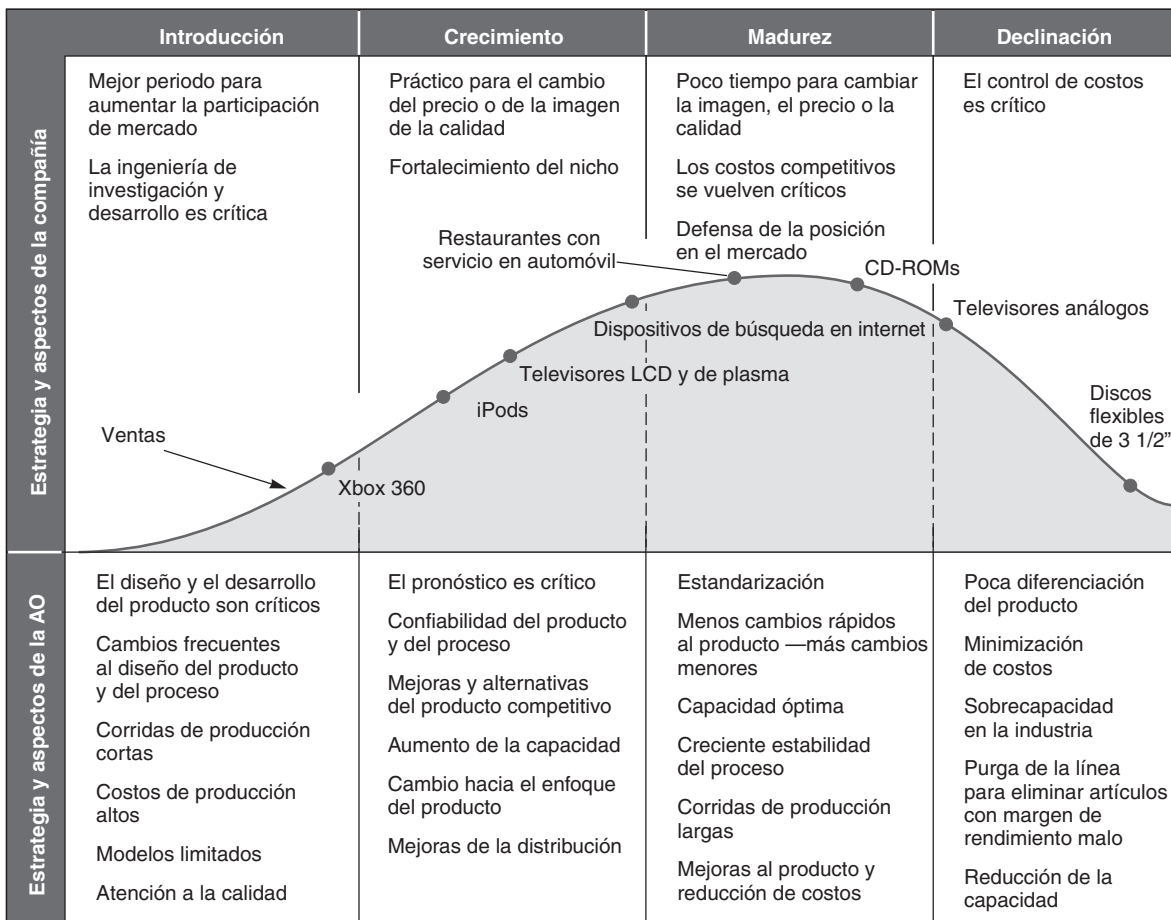 Introducción
Crecimiento
Madurez
Declinación
Estrategia y aspectos de la compañía
Mejor periodo para
aumentar la participación
de mercado
La ingeniería de
investigación y
desarrollo es crítica
Práctico para el cambio
del precio o de la imagen
de la calidad
Fortalecimiento del nicho
Poco tiempo para cambiar
la imagen, el precio o la
calidad
Los costos competitivos
se vuelven críticos
Defensa de la posición
en el mercado
El control de costos
es crítico
Ventas
Xbox 360
iPods
Televisores LCD y de plasma
Dispositivos de búsqueda en internet
Restaurantes con
servicio en automóvil
CD-ROMs
Televisores análogos
Discos
flexibles
de 3 1/2”
Estrategia y aspectos de la AO
El diseño y el desarrollo
del producto son críticos
Cambios frecuentes
al diseño del producto
y del proceso
Corridas de producción
cortas
Costos de producción
altos
Modelos limitados
Atención a la calidad
El pronóstico es crítico
Confiabilidad del producto
y del proceso
Mejoras y alternativas
del producto competitivo
Aumento de la capacidad
Cambio hacia el enfoque
del producto
Mejoras de la distribución
Estandarización
Menos cambios rápidos
al producto —más cambios
menores
Capacidad óptima
Creciente estabilidad
del proceso
Corridas de producción
largas
Mejoras al producto y
reducción de costos
Poca diferenciación
del producto
Minimización
de costos
Sobrecapacidad
en la industria
Purga de la línea
para eliminar artículos
con margen de
rendimiento malo
Reducción de la
capacidad